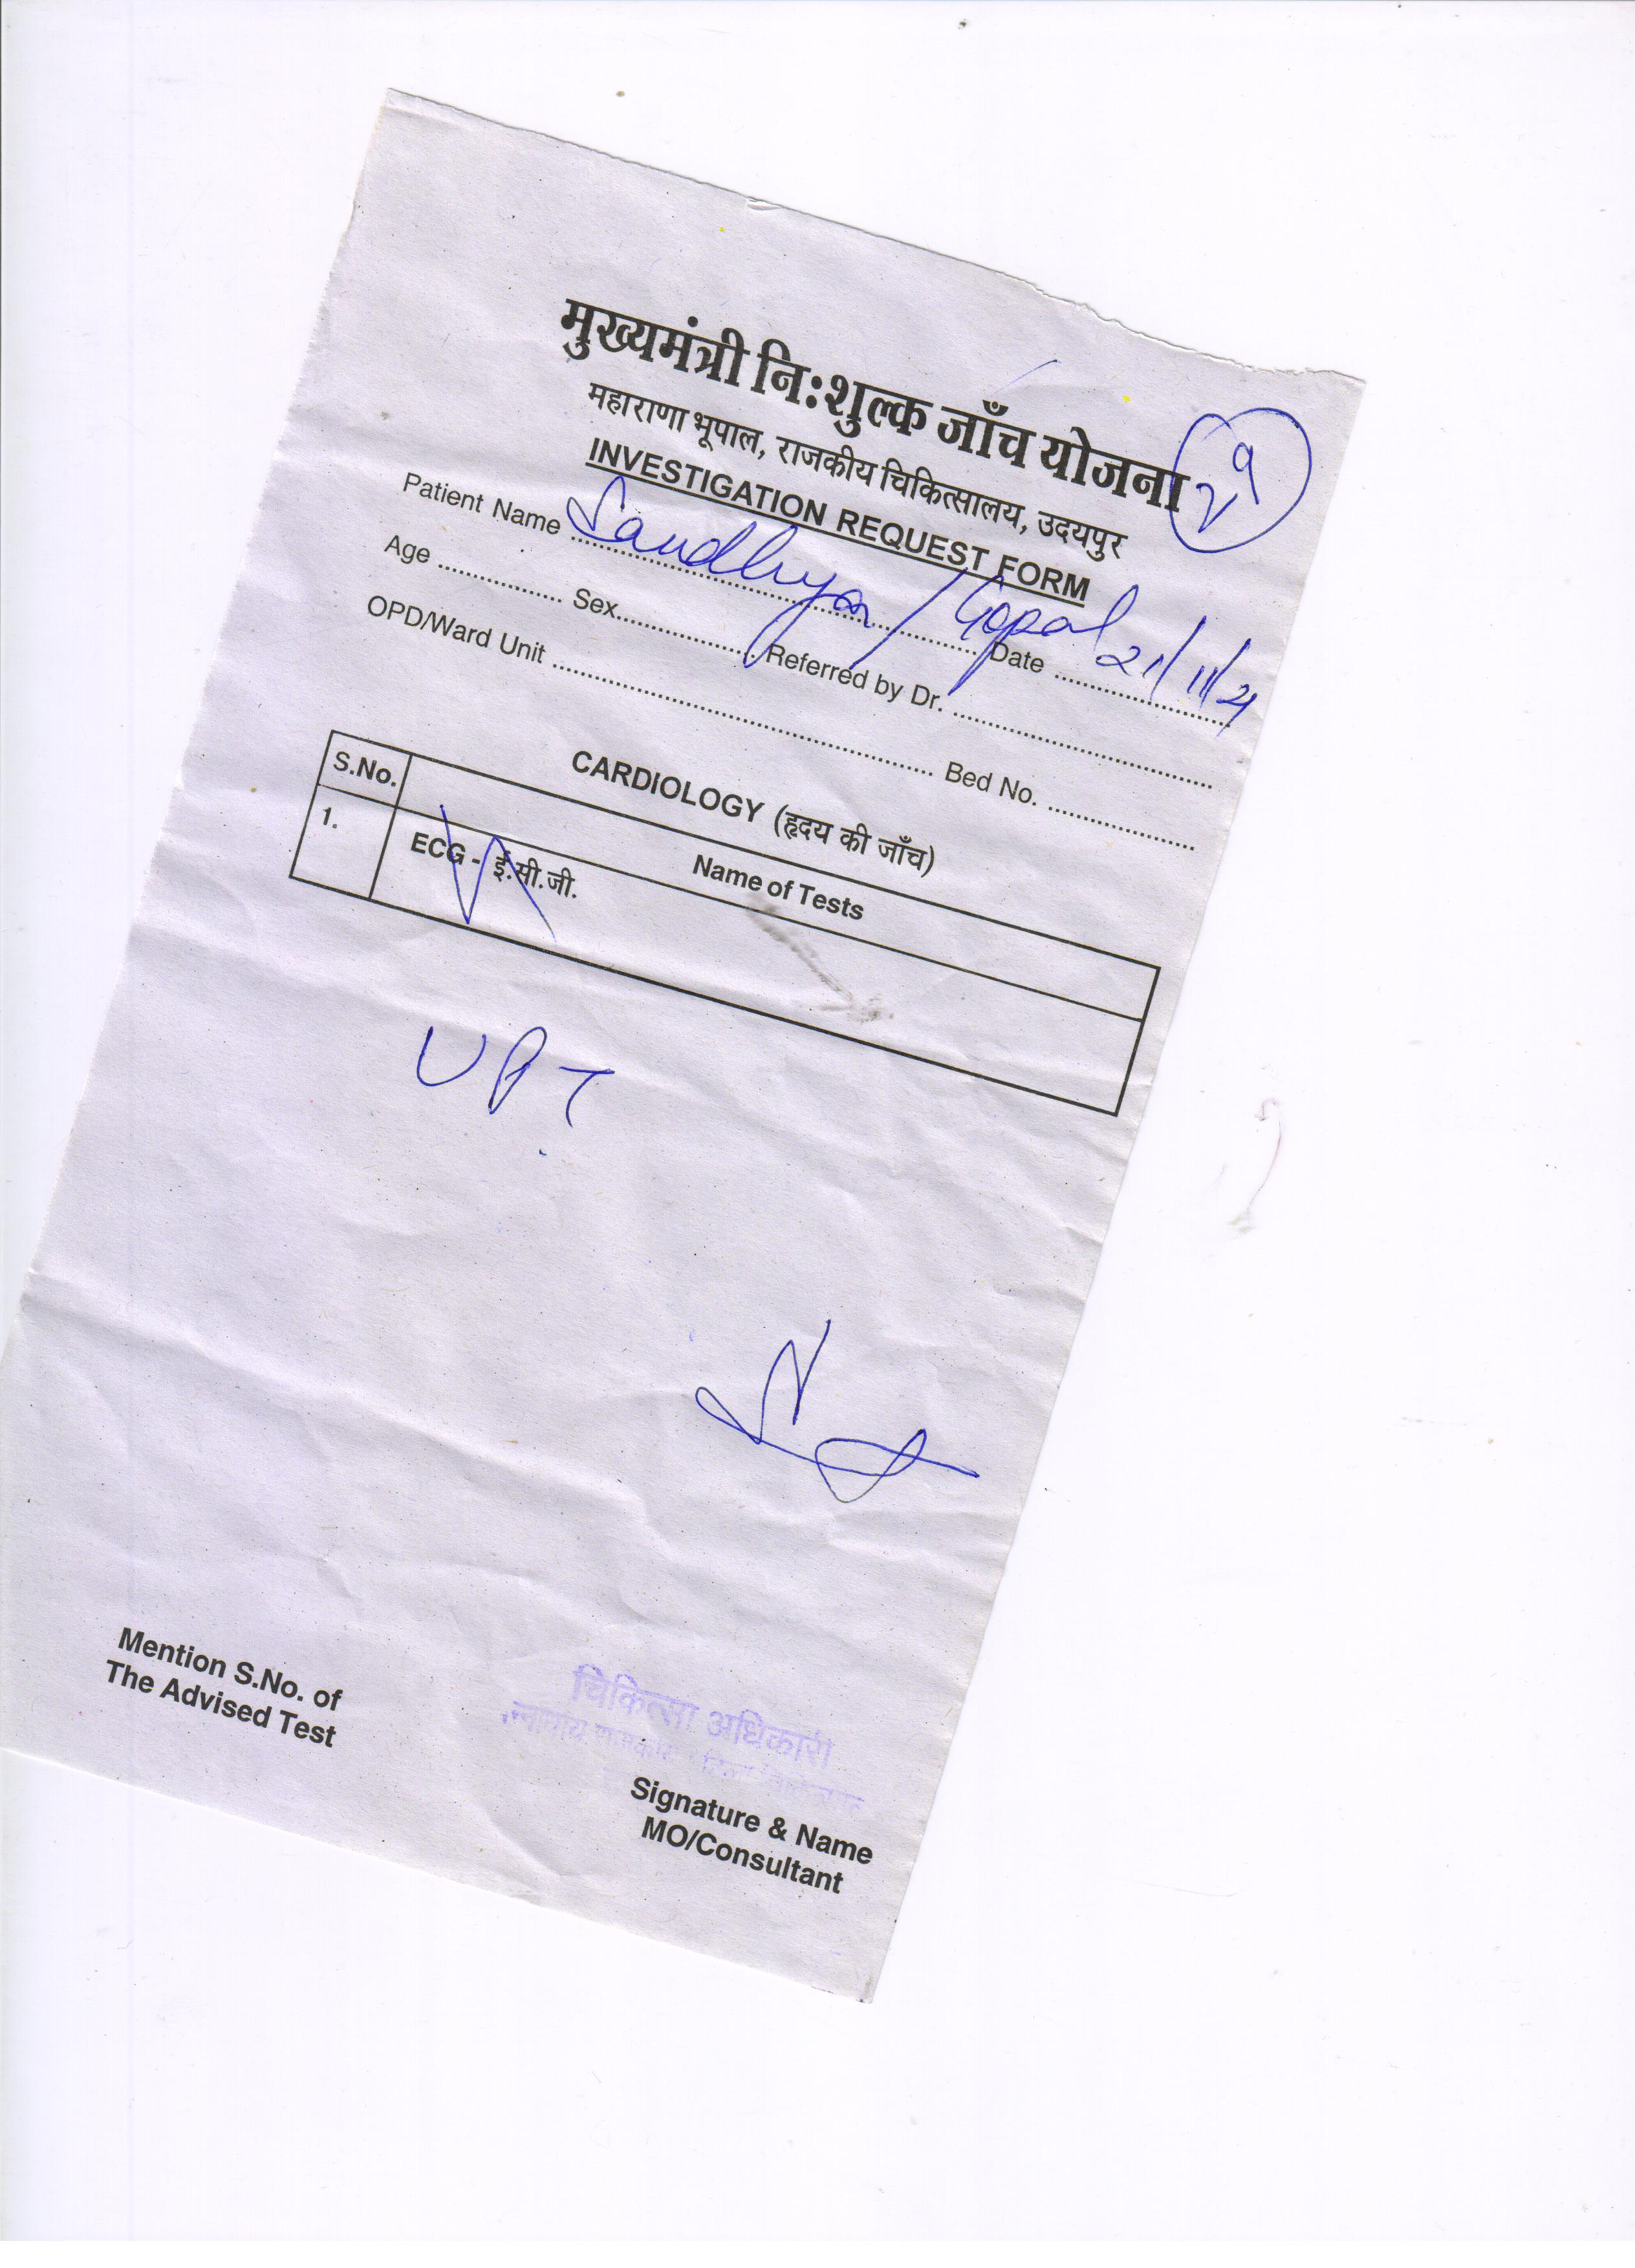 मुख्यमंत्री नि:शुल्क जाँच योजना
29
महाराणा भूपाल, राजकीय चिकित्सालय, उदयपुर
INVESTIGATION REQUEST FORM
Patient Name Sandhya / Gopal Date 21/11/21
Age .............. Sex.................... Referred by Dr. ........................................
OPD/Ward Unit ............................................................ Bed No. .......................
CARDIOLOGY (हृदय की जाँच)
S.No. Name of Tests
1. ECG - ई.सी.जी.
UPT
Mention S.No. of
The Advised Test
चिकित्सा अधिकारी
Signature & Name
MO/Consultant